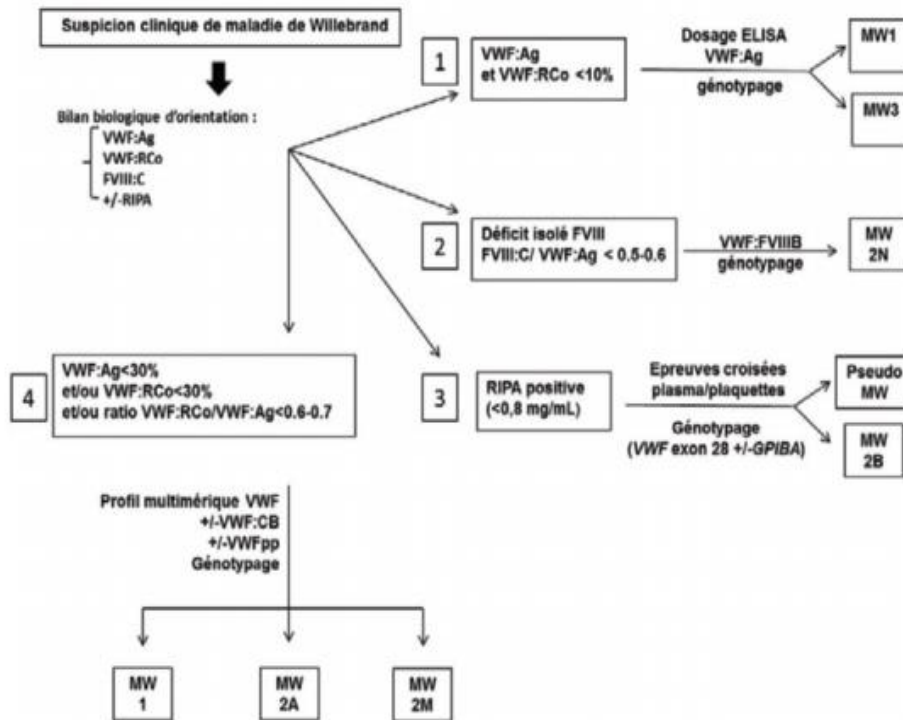 Suspicion clinique de maladie de Willebrand
Bilan biologique d'orientation :
VWF:Ag
VWF:RCo
FVIII:C
+/-RIPA
1
VWF:Ag
et VWF:RCo <10%
Dosage ELISA
VWF:Ag
génotypage
MW1
MW3
2
Déficit isolé FVIII
FVIII:C/ VWF:Ag < 0.5-0.6
VWF:FVIIIB
génotypage
MW
2N
3
RIPA positive
(<0,8 mg/mL)
Epreuves croisées
plasma/plaquettes
Génotypage
(VWF exon 28 +/-GPIBA)
Pseudo
MW
MW
2B
4
VWF:Ag<30%
et/ou VWF:RCo<30%
et/ou ratio VWF:RCo/VWF:Ag<0.6-0.7
Profil multimérique VWF
+/-VWF:CB
+/-VWFpp
Génotypage
MW
1
MW
2A
MW
2M